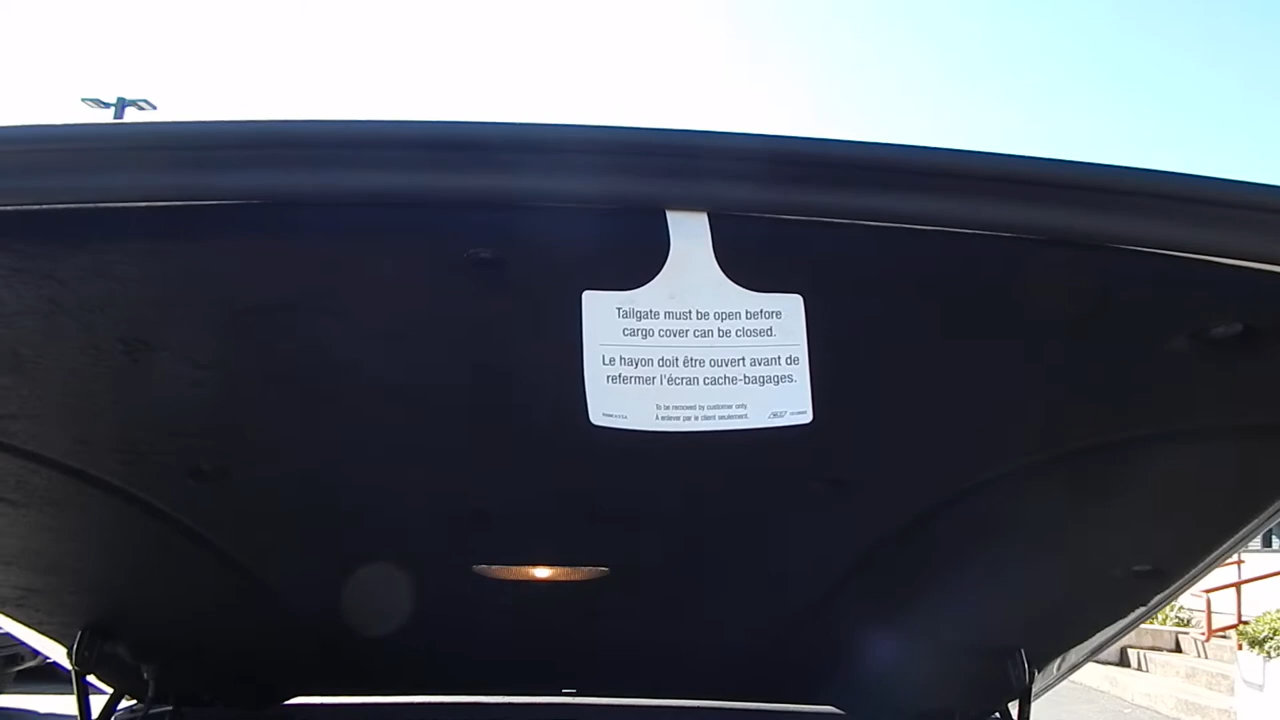 Tailgate must be open before
cargo cover can be closed.
Le hayon doit être ouvert avant de
refermer l'écran cache-bagages.
To be removed by customer only.
À enlever par le client seulement.